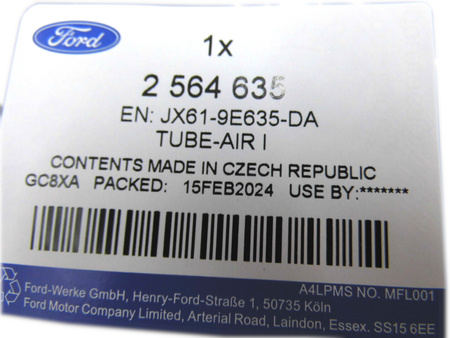 Ford
1x
2 564 635
EN: JX61-9E635-DA
TUBE-AIR I
CONTENTS MADE IN CZECH REPUBLIC
GC8XA PACKED: 15FEB2024 USE BY:*******
A4LPMS NO. MFL001
Ford-Werke GmbH, Henry-Ford-Straße 1, 50735 Köln
Ford Motor Company Limited, Arterial Road, Laindon, Essex. SS15 6EE